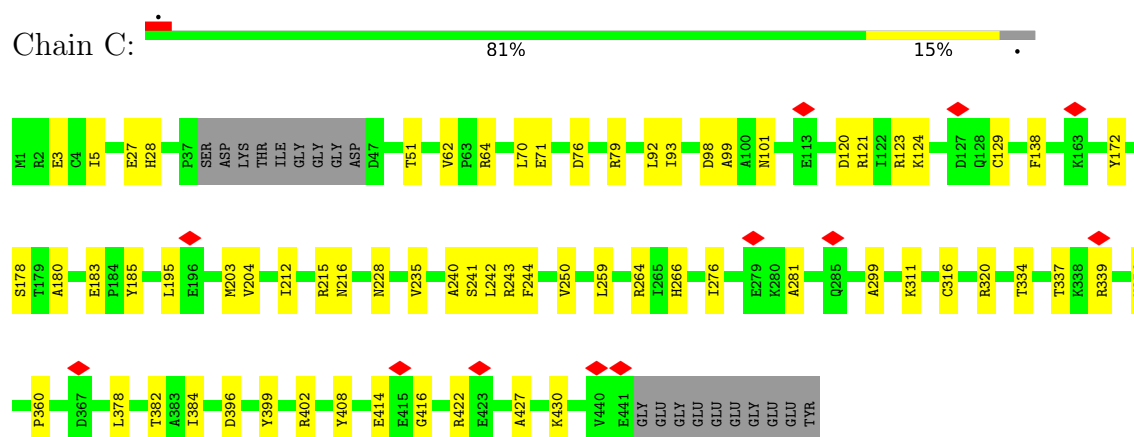 Chain C:
81% 15%
M1 R2 E3 C4 I5 E27 H28 P37 SER ASP LYS THR ILE GLY GLY GLY ASP D47 T51 V62 P63 R64 L70 E71 D76 R79 L92 I93 D98 A99 A100 N101 E113 D120 R121 I122 R123 K124 D127 Q128 C129 F138 K163 Y172
S178 T179 A180 E183 P184 Y185 L195 E196 M203 V204 I212 R215 N216 N228 V235 A240 S241 L242 R243 F244 V250 L259 R264 I265 H266 I276 E279 K280 A281 Q285 A299 K311 C316 R320 T334 T337 K338 R339
P360 D367 L378 T382 A383 I384 D396 Y399 R402 Y408 E414 E415 G416 R422 E423 A427 K430 V440 E441 GLY GLU GLY GLU GLU GLU GLY GLU GLU TYR